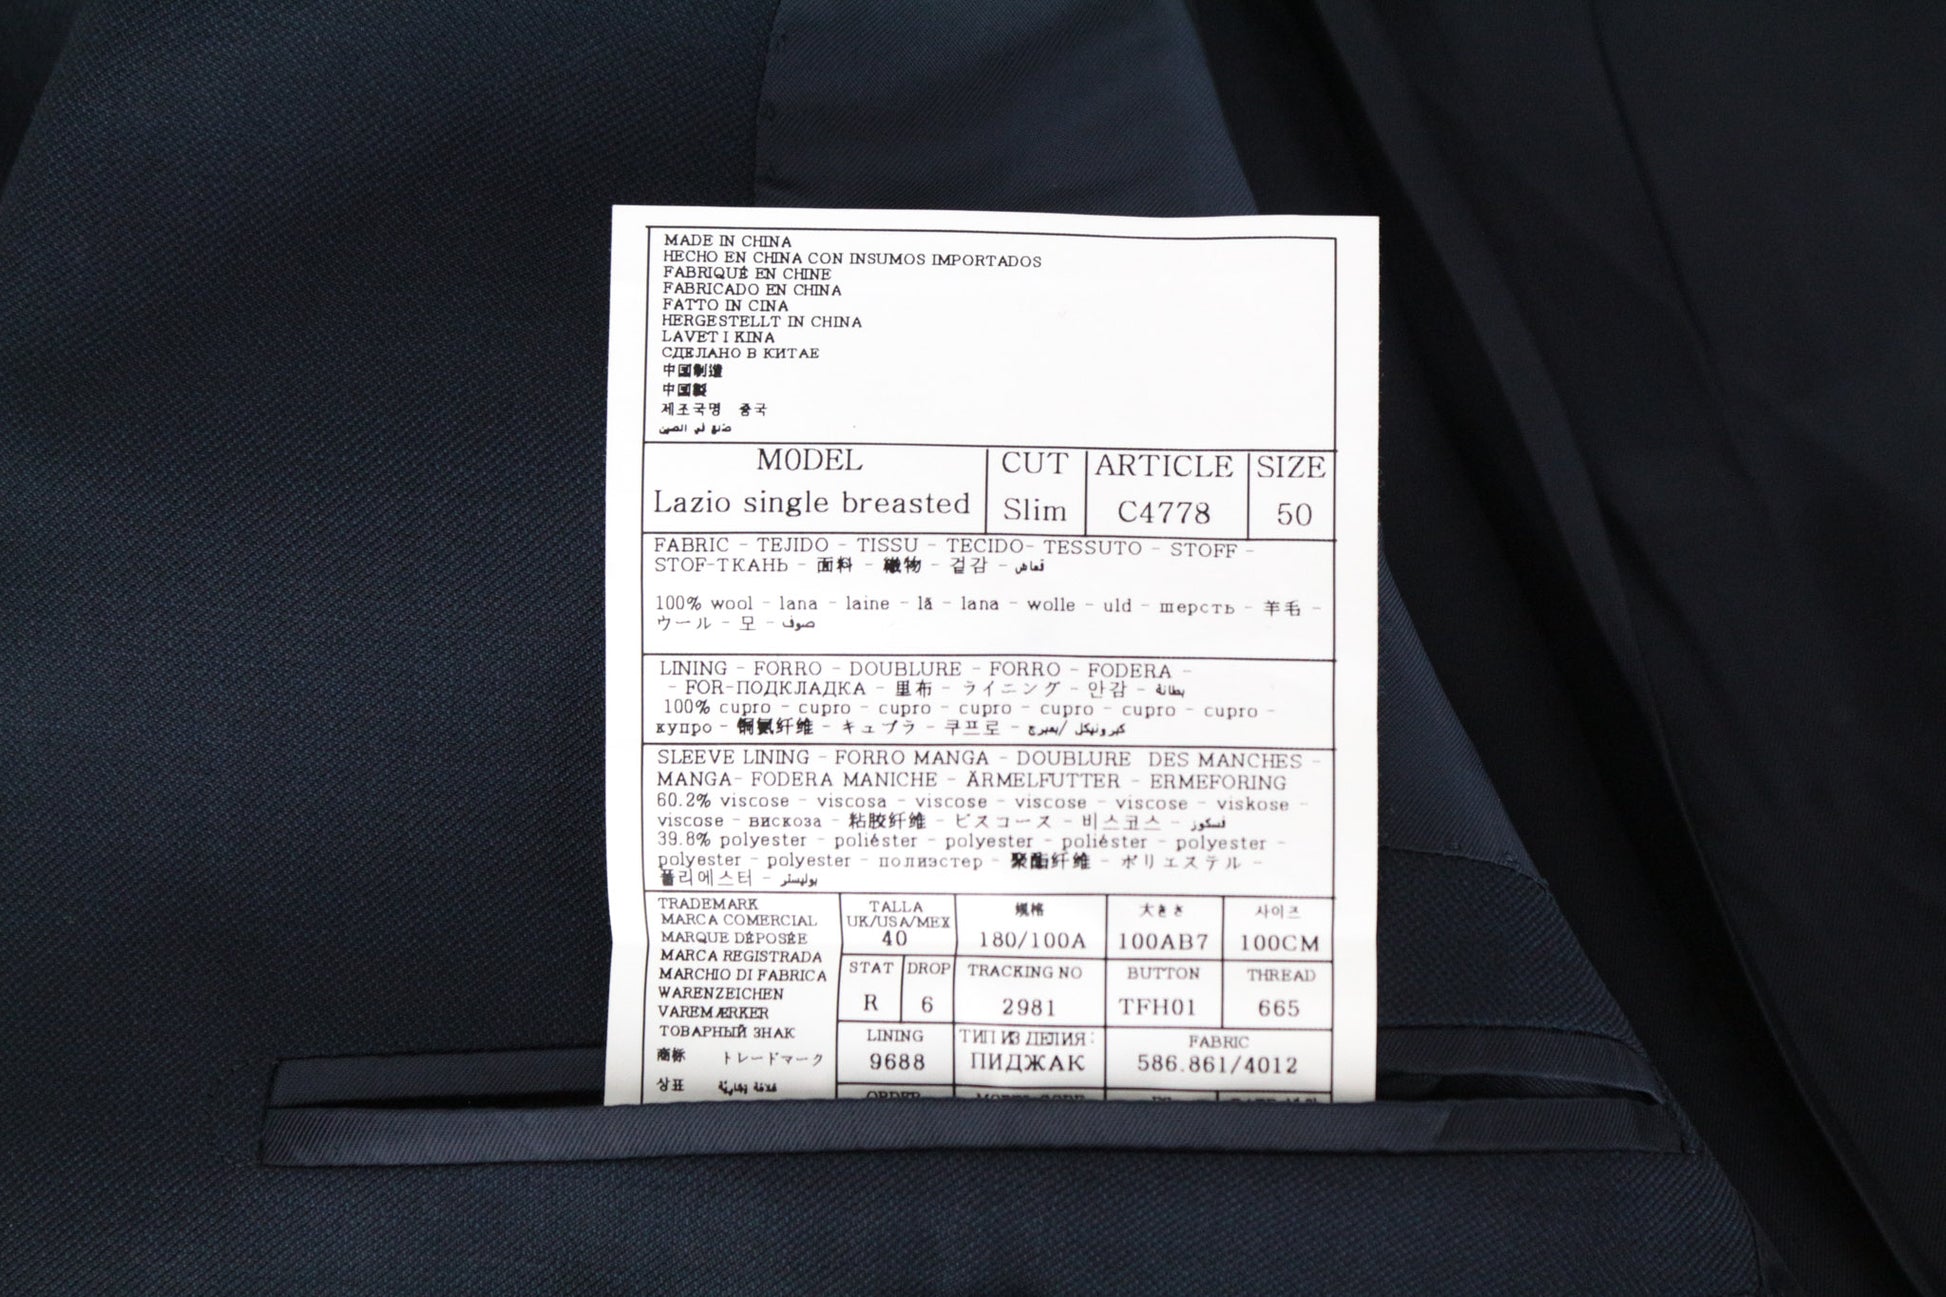 MADE IN CHINA
HECHO EN CHINA CON INSUMOS IMPORTADOS
FABRIQUÉ EN CHINE
FABRICADO EN CHINA
FATTO IN CINA
HERGESTELLT IN CHINA
LAVET I KINA
СДЕЛАНО В КИТАЕ
中国制造
中国製
제조국명 중국
صنع في الصين
MODEL CUT ARTICLE SIZE
Lazio single breasted Slim C4778 50
FABRIC - TEJIDO - TISSU - TECIDO- TESSUTO - STOFF -
STOF-ТКАНЬ - 面料 - 織物 - 겉감 - قماش
100% wool - lana - laine - lã - lana - wolle - uld - шерсть - 羊毛 -
ウール - 모 - صوف
LINING - FORRO - DOUBLURE - FORRO - FODERA -
- FOR-ПОДКЛАДКА - 里布 - ライニング - 안감 - بطانة
100% cupro - cupro - cupro - cupro - cupro - cupro - cupro -
купро - 铜氨纤维 - キュプラ - 쿠프로 -
SLEEVE LINING - FORRO MANGA - DOUBLURE DES MANCHES -
MANGA- FODERA MANICHE - ÄRMELFUTTER - ERMEFORING
60.2% viscose - viscosa - viscose - viscose - viscose - viskose -
viscose - вискоза - 粘胶纤维 - ビスコース - 비스코스 - فسكوز
39.8% polyester - poliéster - polyester - poliéster - polyester -
polyester - polyester - полиэстер - 聚酯纤维 - ポリエステル -
폴리에스터 - بوليستر
TRADEMARK
MARCA COMERCIAL
MARQUE DÉPOSÉE
MARCA REGISTRADA
MARCHIO DI FABRICA
WARENZEICHEN
VAREMÆRKER
ТОВАРНЫЙ ЗНАК
商标 トレードマーク
상표 علامة تجارية
TALLA 规格 大きさ 사이즈
UK/USA/MEX
40 180/100A 100AB7 100CM
STAT DROP TRACKING NO BUTTON THREAD
R 6 2981 TFH01 665
LINING ТИП ИЗДЕЛИЯ: FABRIC
9688 ПИДЖАК 586.861/4012